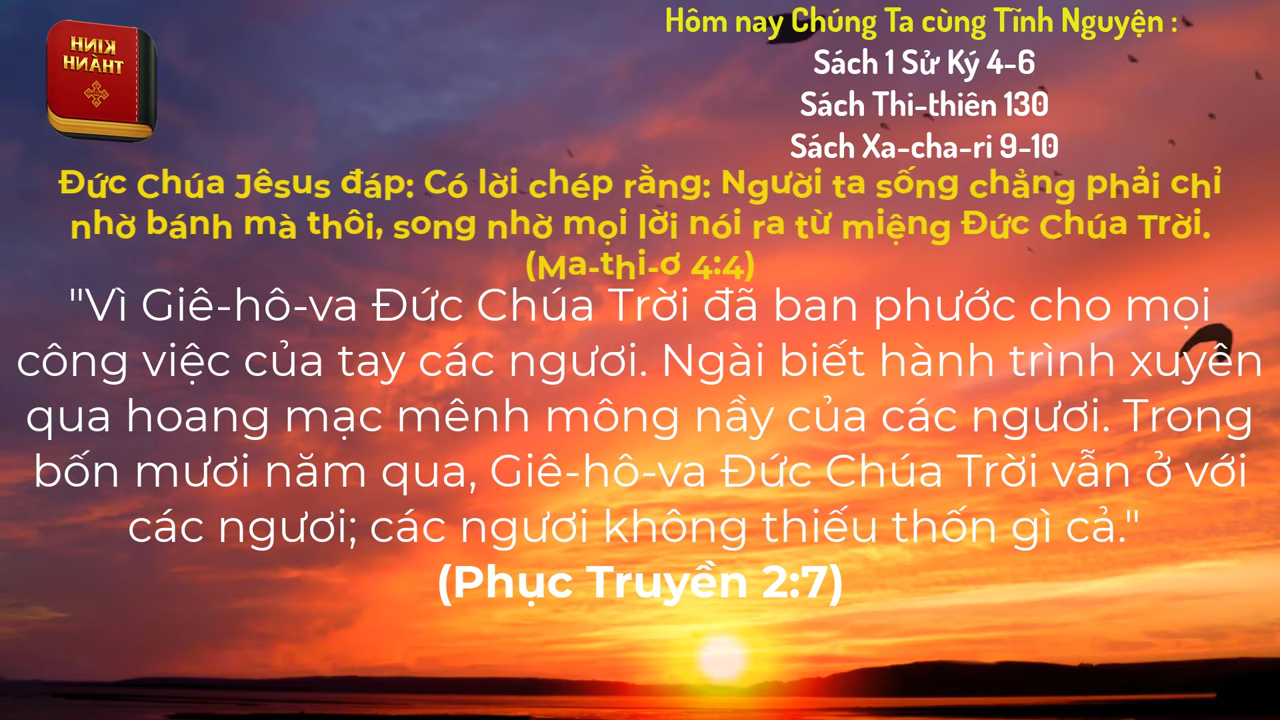 KINH
THÁNH
Hôm nay Chúng Ta cùng Tĩnh Nguyện :
Sách 1 Sử Ký 4-6
Sách Thi-thiên 130
Sách Xa-cha-ri 9-10
Đức Chúa Jêsus đáp: Có lời chép rằng: Người ta sống chẳng phải chỉ
nhờ bánh mà thôi, song nhờ mọi lời nói ra từ miệng Đức Chúa Trời.
(Ma-thi-ơ 4:4)
"Vì Giê-hô-va Đức Chúa Trời đã ban phước cho mọi
công việc của tay các ngươi. Ngài biết hành trình xuyên
qua hoang mạc mênh mông nầy của các ngươi. Trong
bốn mươi năm qua, Giê-hô-va Đức Chúa Trời vẫn ở với
các ngươi; các ngươi không thiếu thốn gì cả."
(Phục Truyền 2:7)